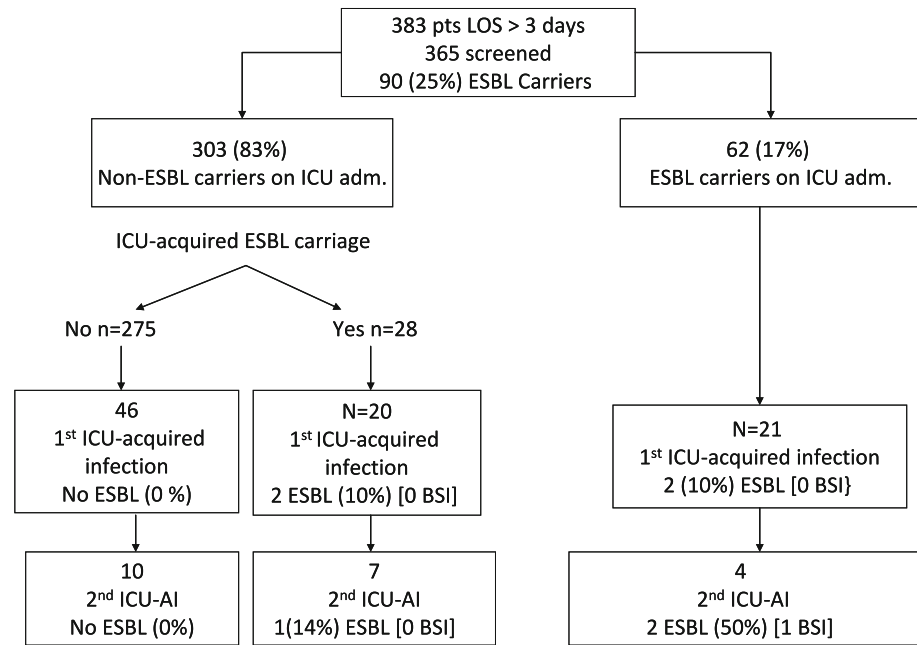 383 pts LOS > 3 days
365 screened
90 (25%) ESBL Carriers
303 (83%)
Non-ESBL carriers on ICU adm.
62 (17%)
ESBL carriers on ICU adm.
ICU-acquired ESBL carriage
No n=275
Yes n=28
46
1st ICU-acquired
infection
No ESBL (0 %)
N=20
1st ICU-acquired
infection
2 ESBL (10%) [0 BSI]
N=21
1st ICU-acquired infection
2 (10%) ESBL [0 BSI}
10
2nd ICU-AI
No ESBL (0%)
7
2nd ICU-AI
1(14%) ESBL [0 BSI]
4
2nd ICU-AI
2 ESBL (50%) [1 BSI]